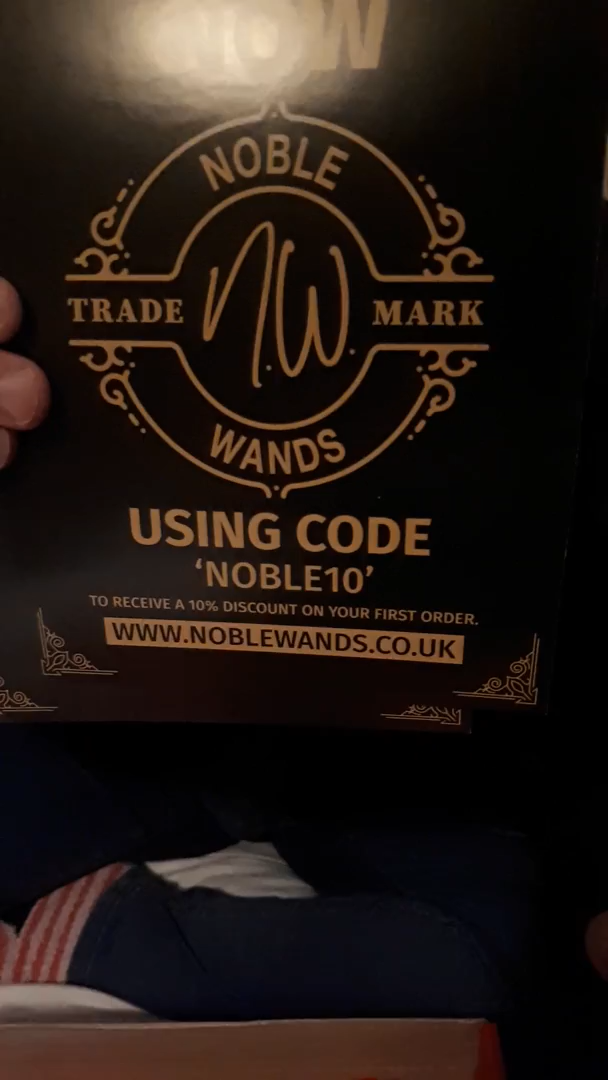 NOBLE
TRADE N.W. MARK
WANDS
USING CODE
‘NOBLE10’
TO RECEIVE A 10% DISCOUNT ON YOUR FIRST ORDER.
WWW.NOBLEWANDS.CO.UK